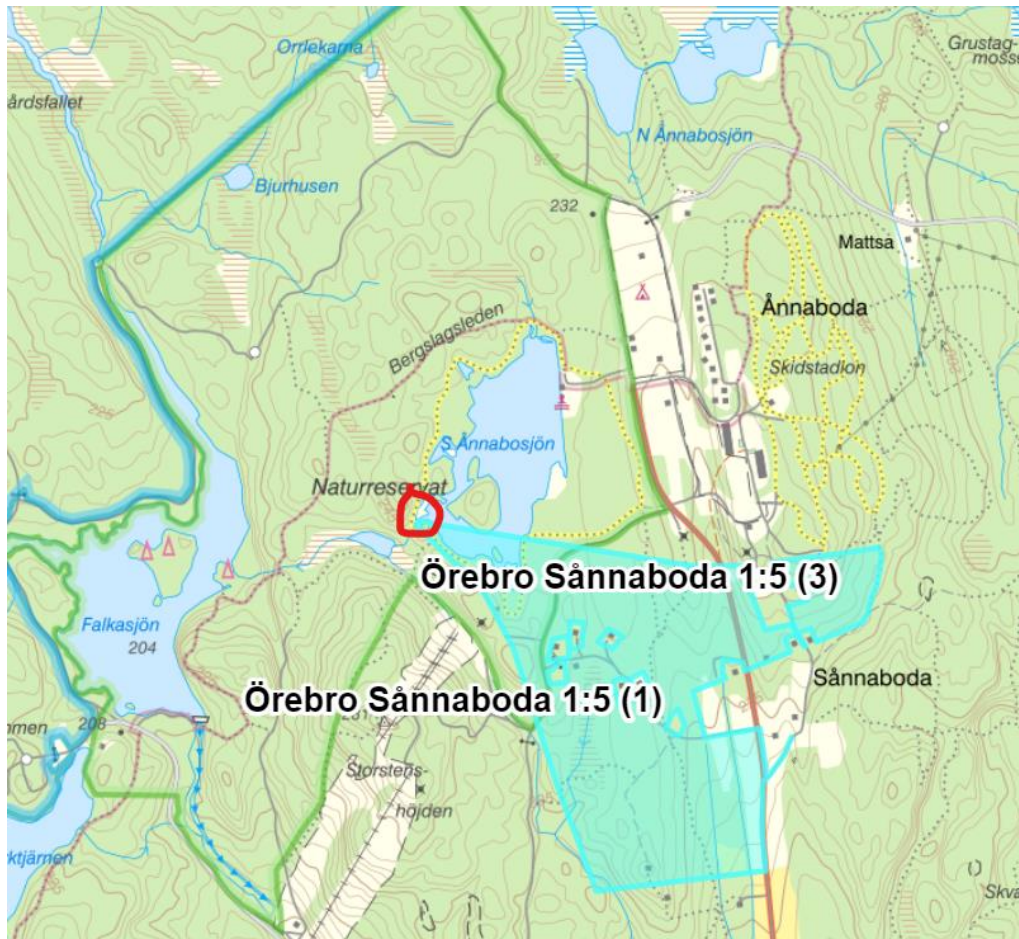 Orrlekarna
Grustag-
mosse
årdsfallet
N Ånnabosjön
Bjurhusen
232
Mattsa
Ånnaboda
Bergslagsleden
Skidstadion
S Ånnabosjön
Naturreservat
Örebro Sånnaboda 1:5 (3)
Falkasjön
204
Sånnaboda
Örebro Sånnaboda 1:5 (1)
208
omen
Storstens-
höjden
ktjärnen
Skva